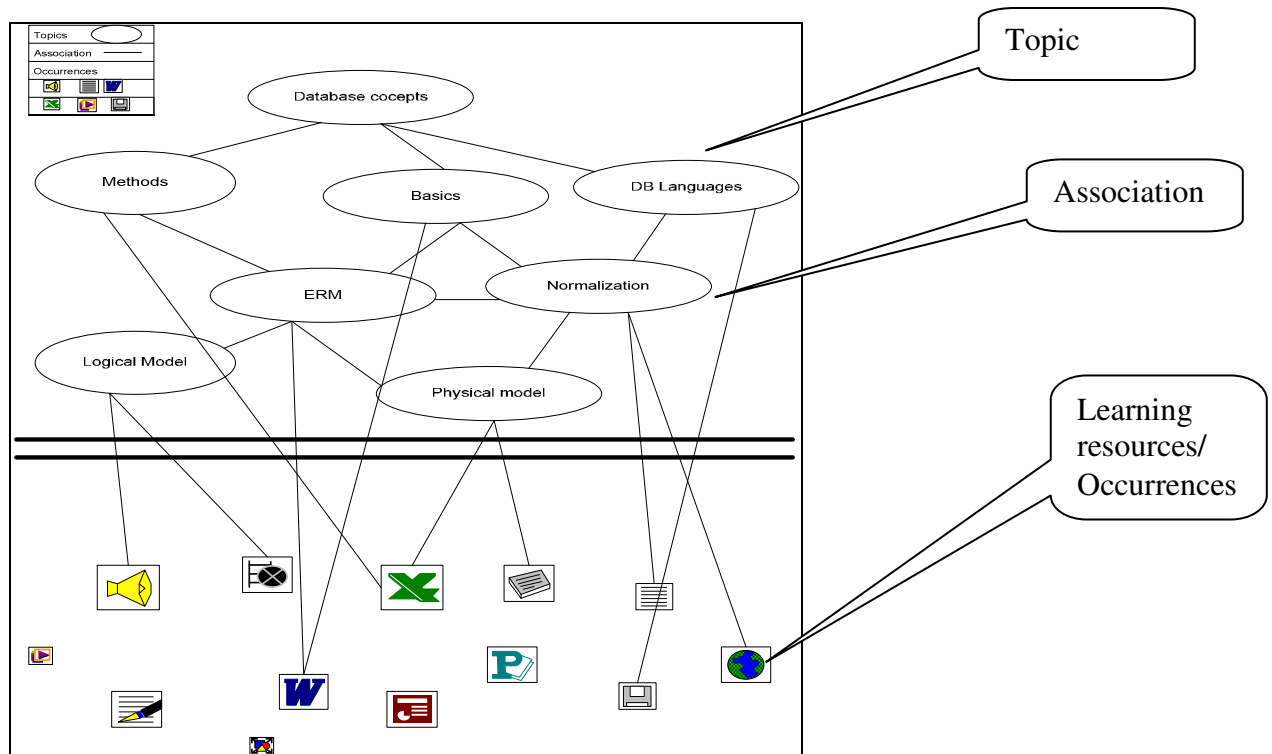 Topics
Association
Occurrences
W
Database cocepts
Methods
Basics
DB Languages
ERM
Normalization
Logical Model
Physical model
W
P
Topic
Association
Learning
resources/
Occurrences